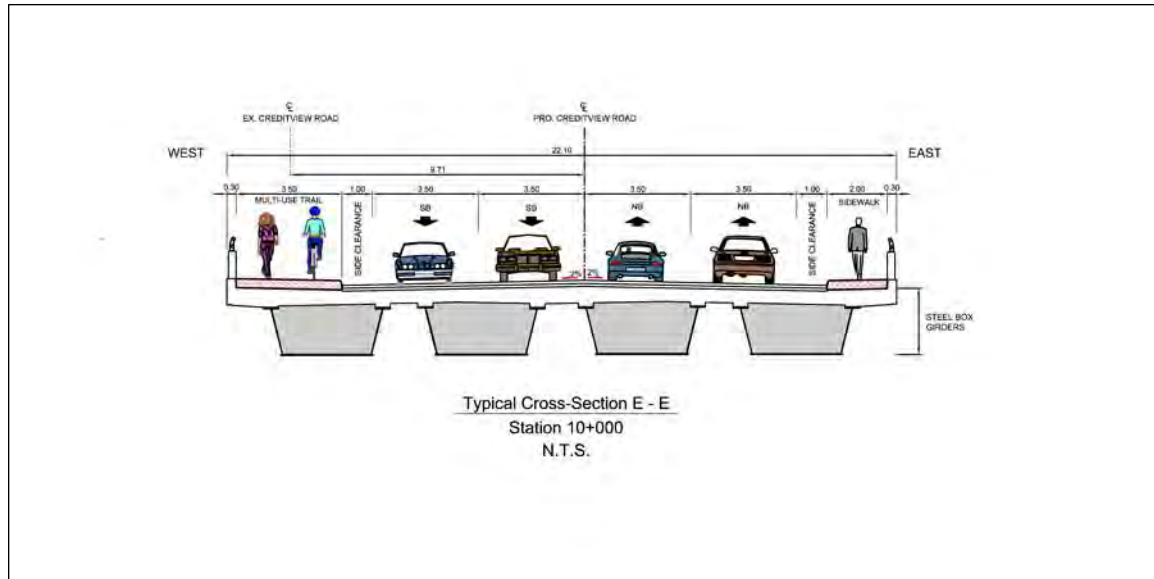 ℄ ℄
EX. CREDITVIEW ROAD PRO. CREDITVIEW ROAD
WEST EAST
22.10
9.71
0.30 3.50 1.00 3.50 3.50 3.50 3.50 1.00 2.00 0.30
MULTI-USE TRAIL SIDE CLEARANCE SB SB NB NB SIDE CLEARANCE SIDEWALK
2% 2%
STEEL BOX
GIRDERS
Typical Cross-Section E - E
Station 10+000
N.T.S.